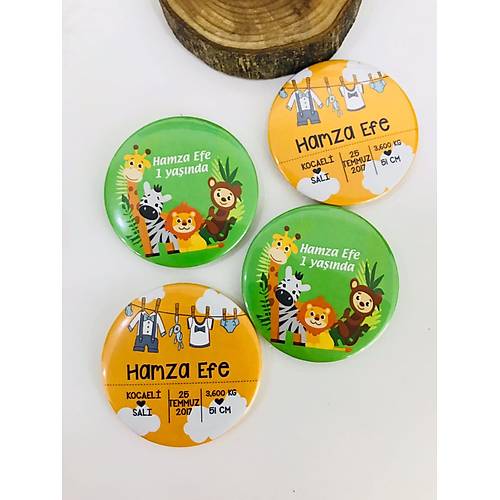 Hamza Efe
KOCAELİ 25 3,600 KG
TEMMUZ
SALI 2017 51 CM
Hamza Efe
1 yaşında
Hamza Efe
1 yaşında
Hamza Efe
KOCAELİ 25 3,600 KG
TEMMUZ
SALI 2017 51 CM